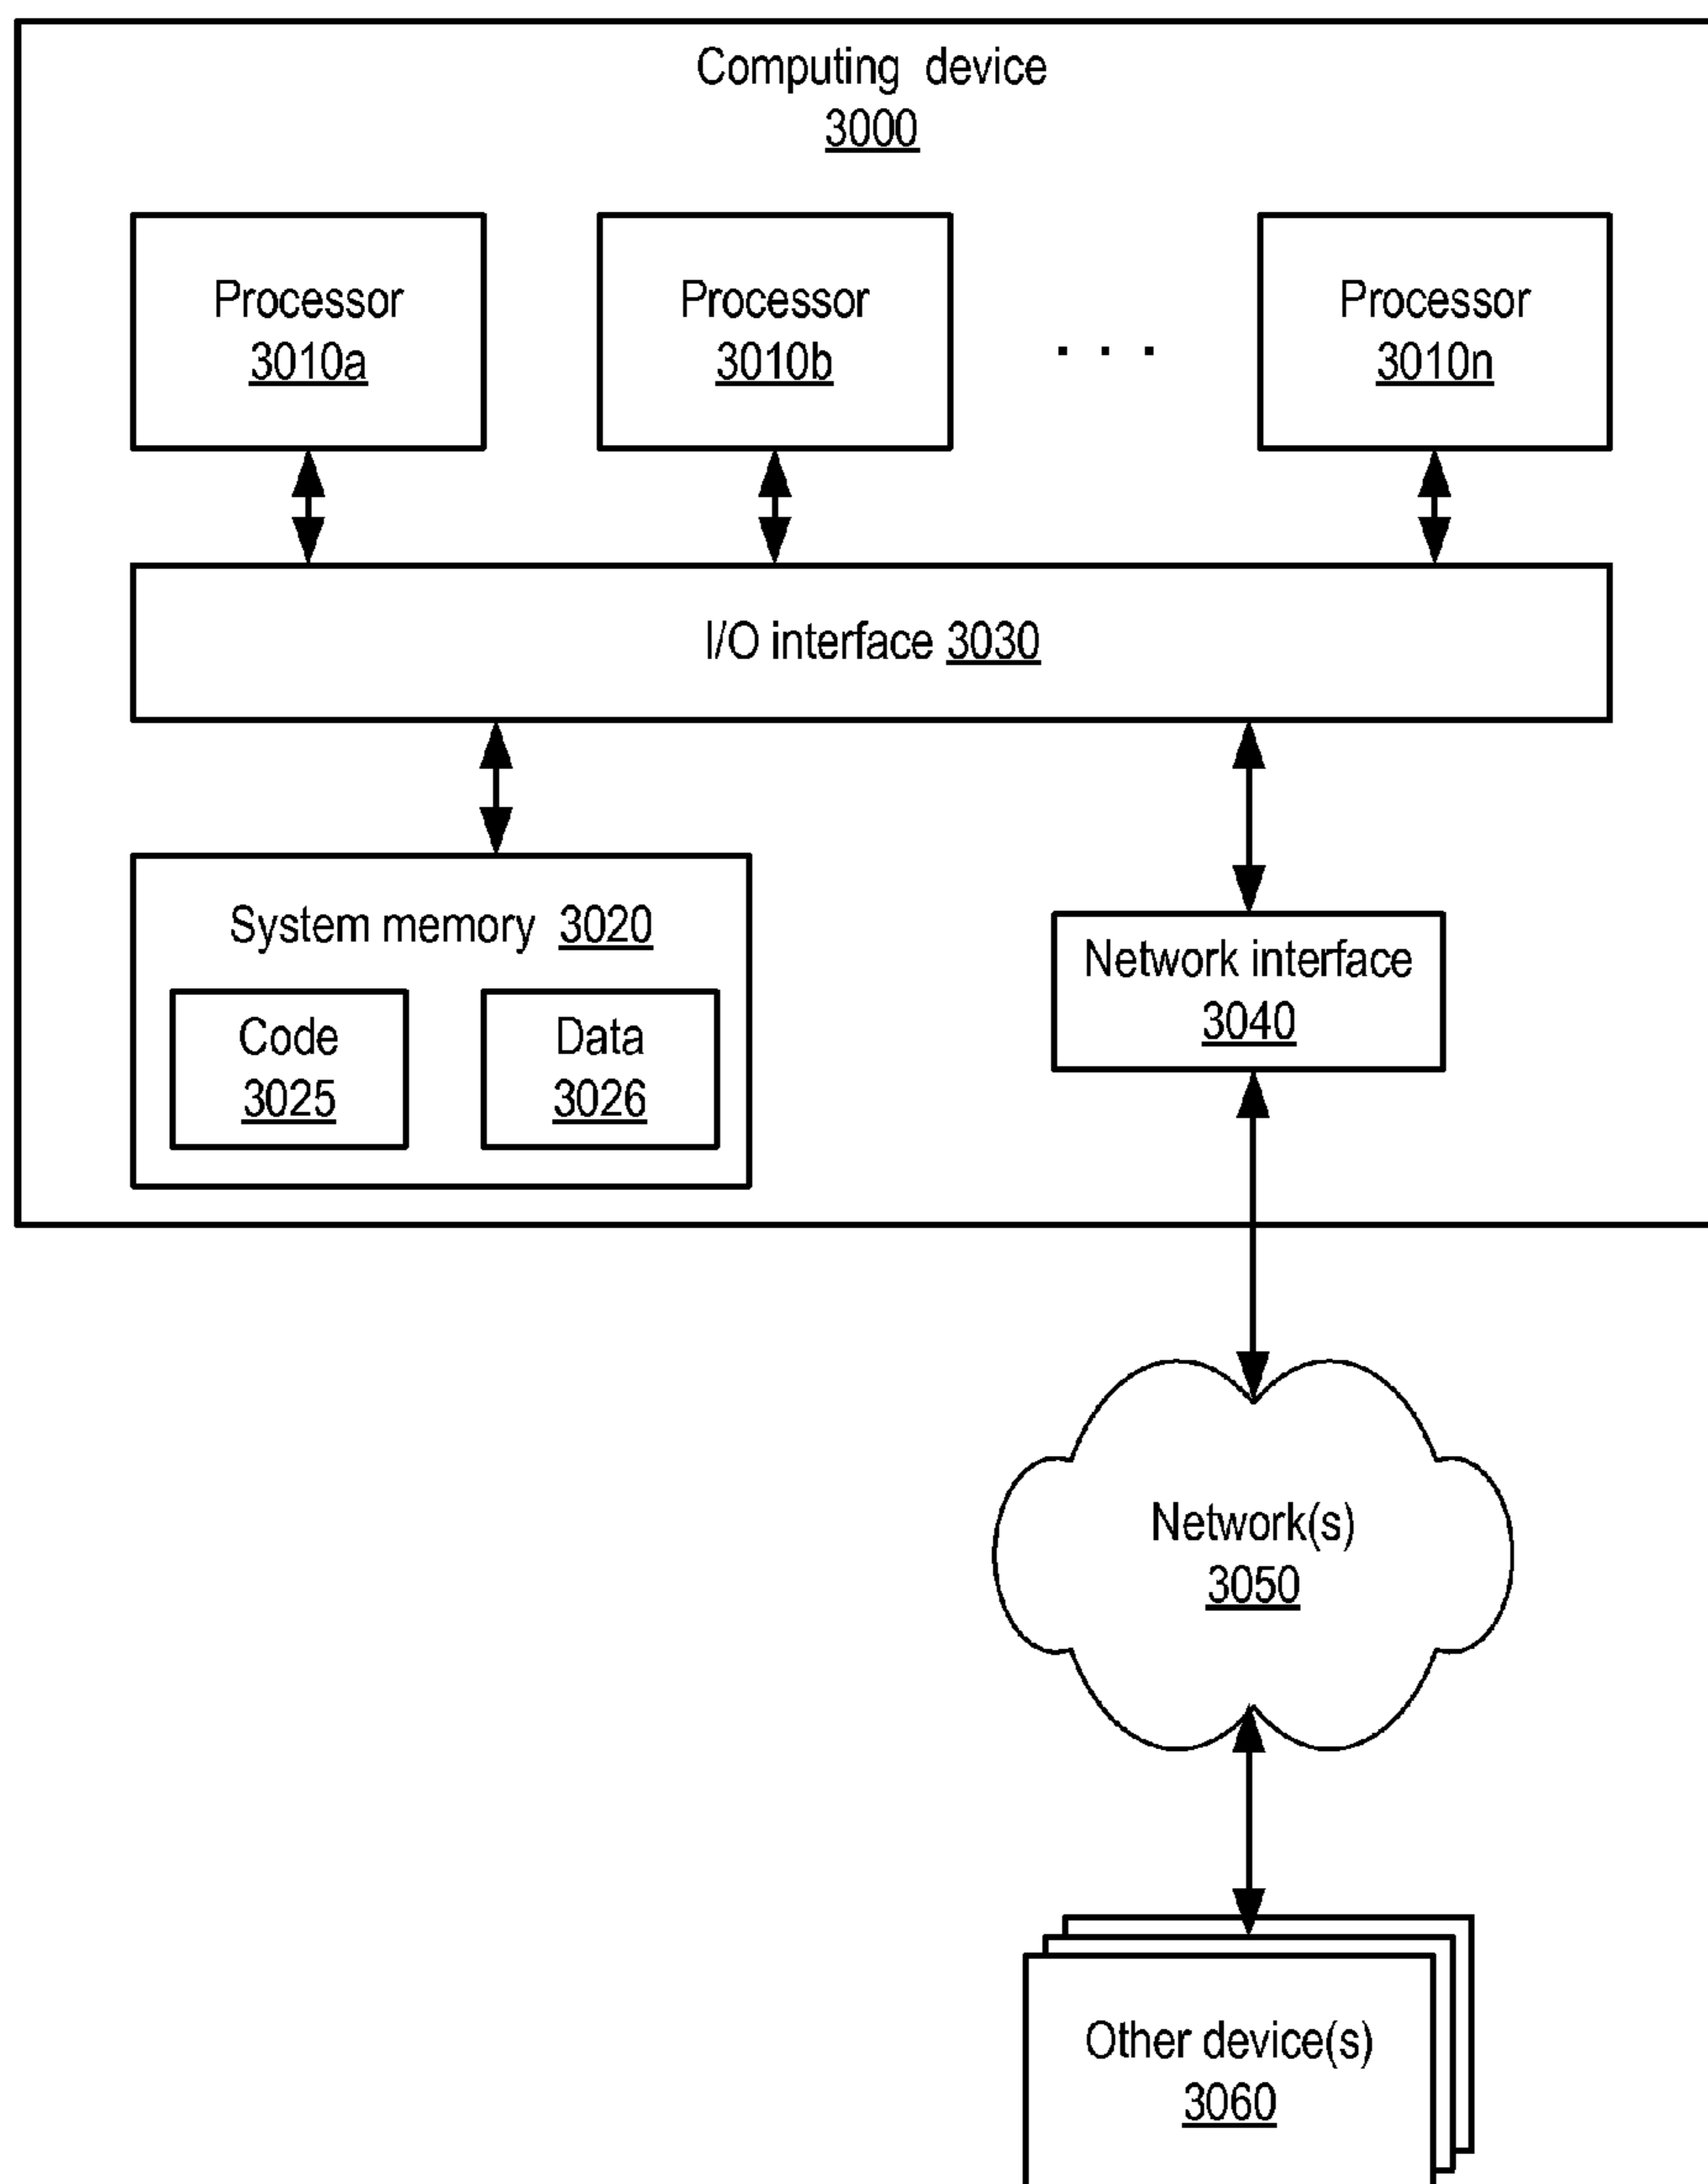 Computing device
3000
Processor
3010a
Processor
3010b
. . .
Processor
3010n
I/O interface 3030
System memory 3020
Code
3025
Data
3026
Network interface
3040
Network(s)
3050
Other device(s)
3060